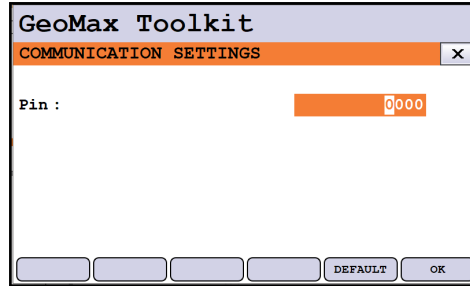 GeoMax Toolkit
COMMUNICATION SETTINGS X
Pin : 0000
DEFAULT OK